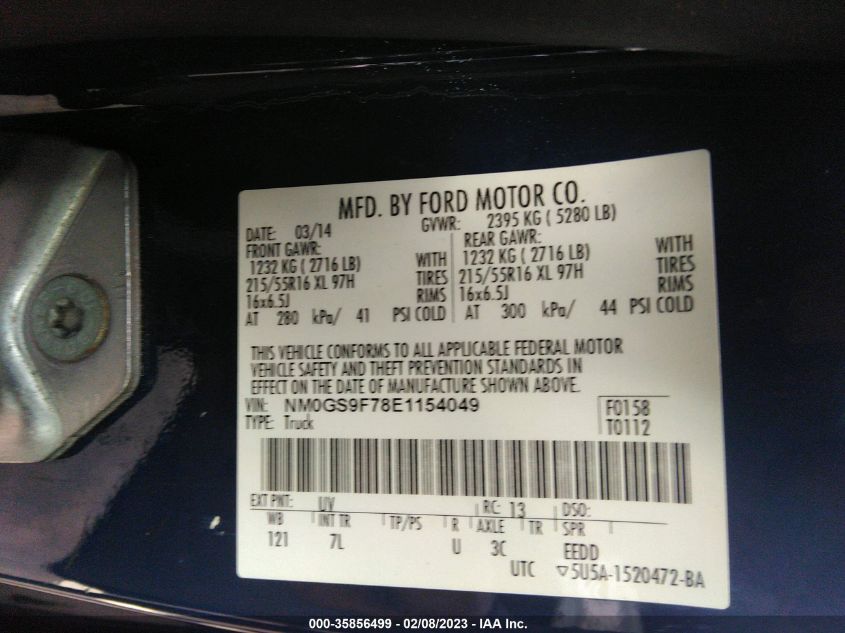 MFD. BY FORD MOTOR CO.
DATE: 03/14 GVWR: 2395 KG ( 5280 LB)
FRONT GAWR: REAR GAWR:
1232 KG ( 2716 LB) WITH 1232 KG ( 2716 LB) WITH
215/55R16 XL 97H TIRES 215/55R16 XL 97H TIRES
16x6.5J RIMS 16x6.5J RIMS
AT 280 kPa/ 41 PSI COLD AT 300 kPa/ 44 PSI COLD
THIS VEHICLE CONFORMS TO ALL APPLICABLE FEDERAL MOTOR
VEHICLE SAFETY AND THEFT PREVENTION STANDARDS IN
EFFECT ON THE DATE OF MANUFACTURE SHOWN ABOVE.
VIN: NM0GS9F78E1154049 F0158
TYPE: Truck T0112
EXT PNT: UV RC: 13 DSO:
WB INT TR TP/PS R AXLE TR SPR
121 7L U 3C EEDD
UTC ▽5U5A-1520472-BA
000-35856499 — 02/08/2023 — IAA Inc.